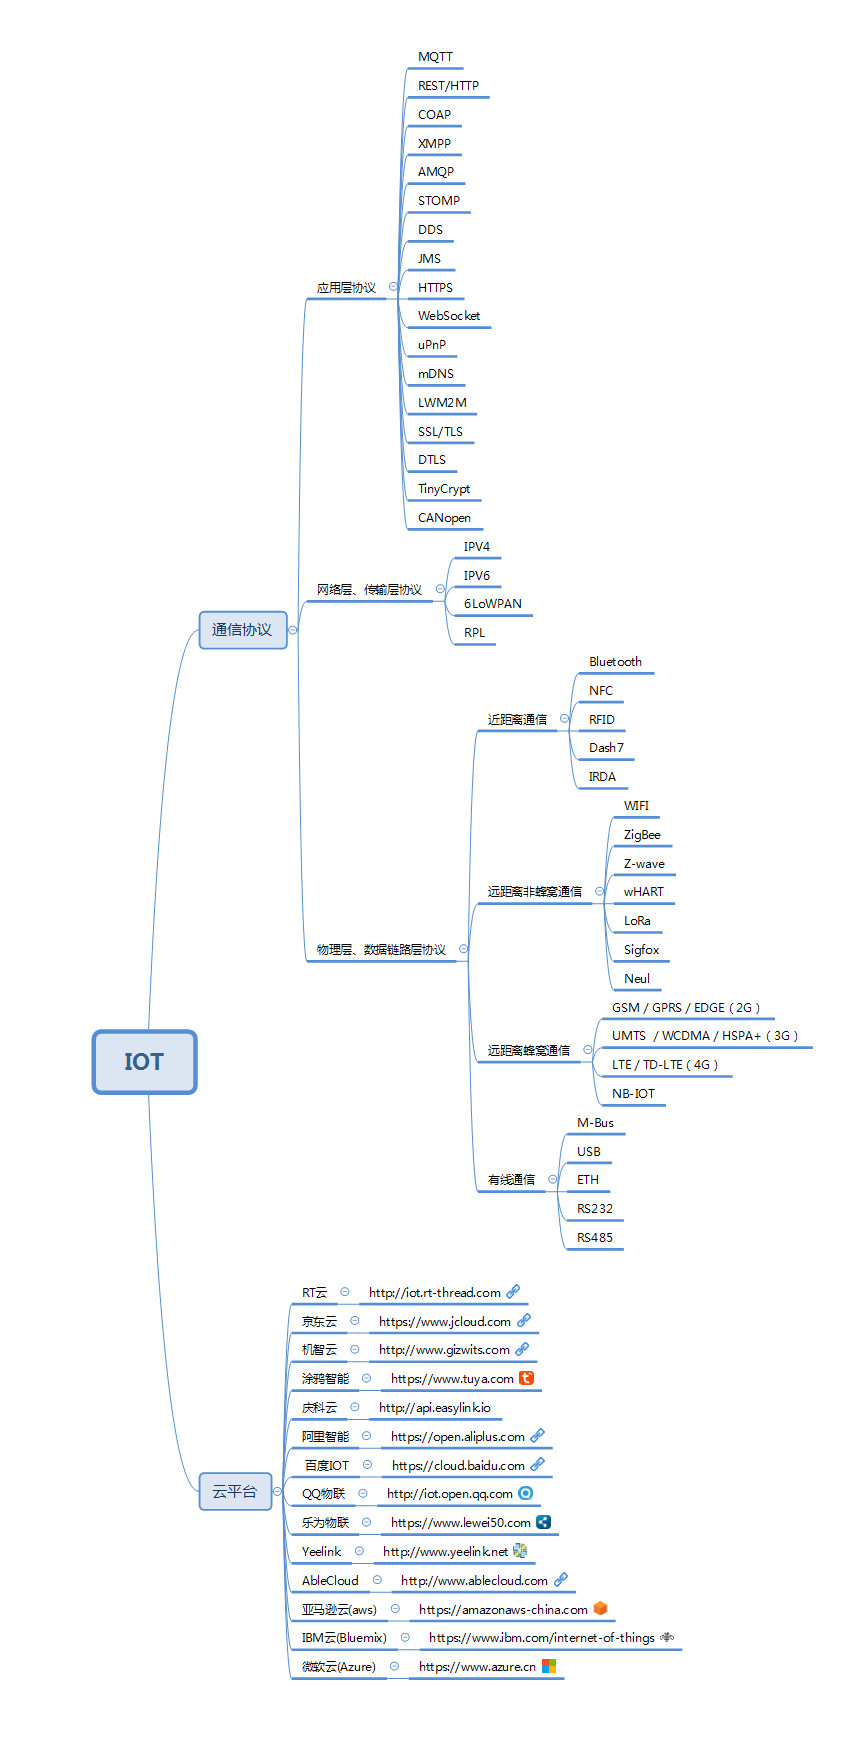 MQTT
REST/HTTP
COAP
XMPP
AMQP
STOMP
DDS
JMS
应用层协议
HTTPS
WebSocket
uPnP
mDNS
LWM2M
SSL/TLS
DTLS
TinyCrypt
CANopen
IPV4
IPV6
网络层、传输层协议
6LoWPAN
RPL
通信协议
Bluetooth
NFC
近距离通信
RFID
Dash7
IRDA
WIFI
ZigBee
Z-wave
远距离非蜂窝通信
wHART
LoRa
Sigfox
Neul
物理层、数据链路层协议
GSM / GPRS / EDGE（2G）
UMTS / WCDMA / HSPA+（3G）
远距离蜂窝通信
LTE / TD-LTE（4G）
NB-IOT
IOT
M-Bus
USB
有线通信
ETH
RS232
RS485
RT云 http://iot.rt-thread.com
京东云 https://www.jcloud.com
机智云 http://www.gizwits.com
涂鸦智能 https://www.tuya.com
庆科云 http://api.easylink.io
阿里智能 https://open.aliplus.com
百度IOT https://cloud.baidu.com
云平台
QQ物联 http://iot.open.qq.com
乐为物联 https://www.lewei50.com
Yeelink http://www.yeelink.net
AbleCloud http://www.ablecloud.com
亚马逊云(aws) https://amazonaws-china.com
IBM云(Bluemix) https://www.ibm.com/internet-of-things
微软云(Azure) https://www.azure.cn